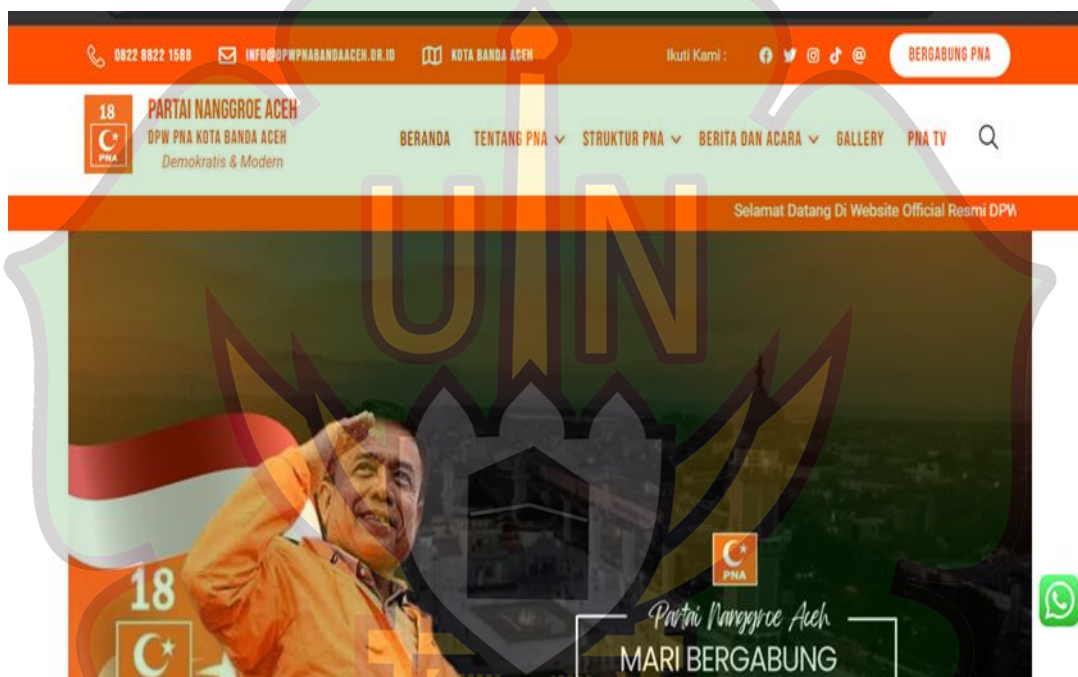 0822 8822 1588
INFO@DPWPNABANDAACEH.OR.ID
KOTA BANDA ACEH
Ikuti Kami :
BERGABUNG PNA
18
PNA
PARTAI NANGGROE ACEH
DPW PNA KOTA BANDA ACEH
Demokratis & Modern
BERANDA
TENTANG PNA
STRUKTUR PNA
BERITA DAN ACARA
GALLERY
PNA TV
Selamat Datang Di Website Official Resmi DPW
UIN
18
PNA
Partai Nanggroe Aceh
MARI BERGABUNG